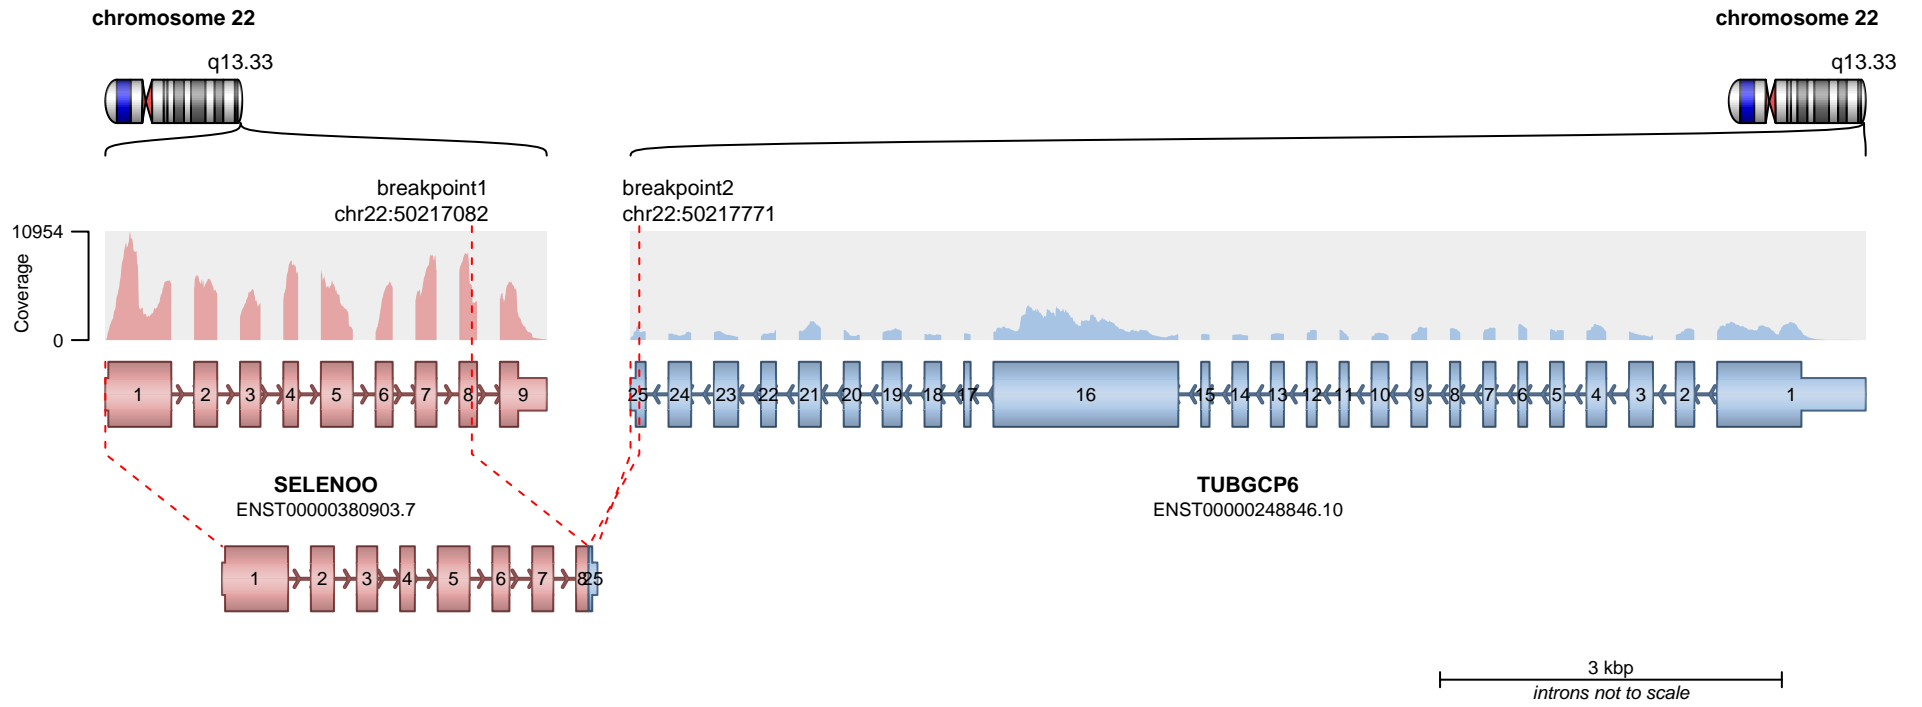 chromosome 22
chromosome 22
q13.33
q13.33
breakpoint1
chr22:50217082
breakpoint2
chr22:50217771
10954
Coverage
0
1 2 3 4 5 6 7 8 9
25 24 23 22 21 20 19 18 17 16 15 14 13 12 11 10 9 8 7 6 5 4 3 2 1
SELENOO
ENST00000380903.7
TUBGCP6
ENST00000248846.10
1 2 3 4 5 6 7 8 25
3 kbp
introns not to scale